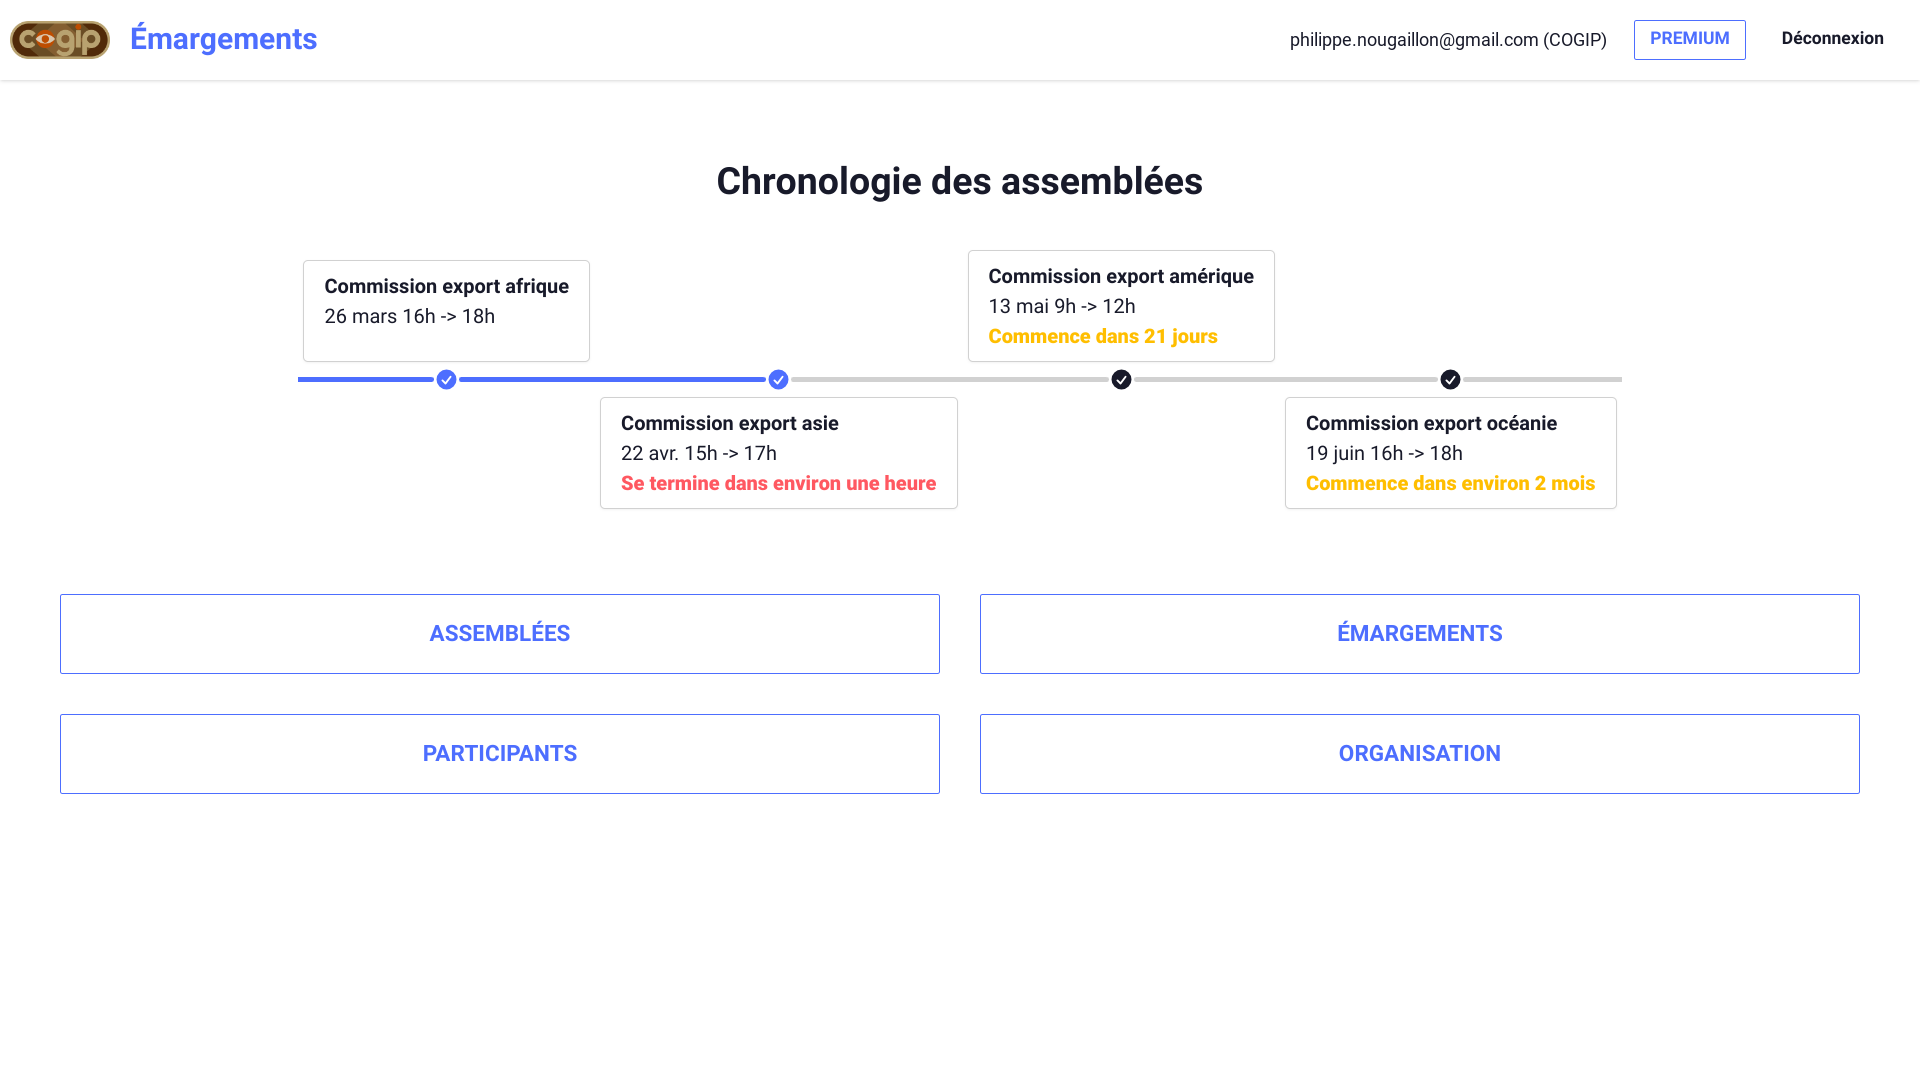 cogip
Émargements
philippe.nougaillon@gmail.com (COGIP)
PREMIUM
Déconnexion
Chronologie des assemblées
Commission export afrique
26 mars 16h -> 18h
Commission export asie
22 avr. 15h -> 17h
Se termine dans environ une heure
Commission export amérique
13 mai 9h -> 12h
Commence dans 21 jours
Commission export océanie
19 juin 16h -> 18h
Commence dans environ 2 mois
ASSEMBLÉES
ÉMARGEMENTS
PARTICIPANTS
ORGANISATION